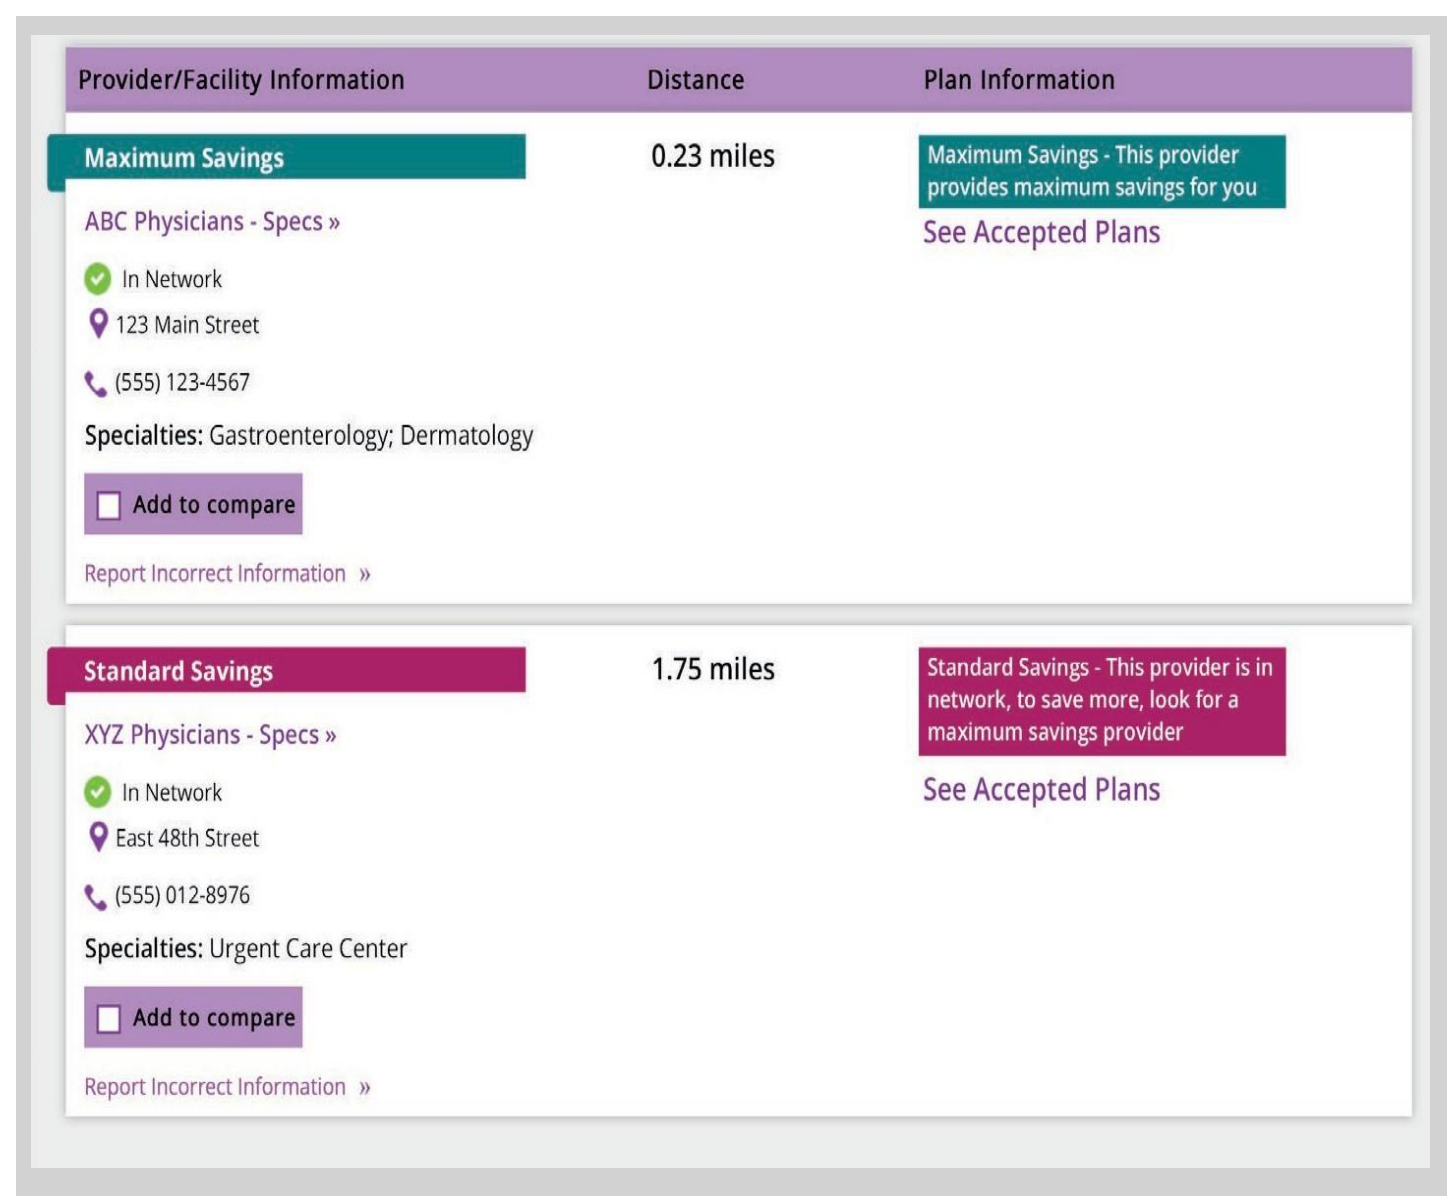 Provider/Facility Information Distance Plan Information
Maximum Savings 0.23 miles
Maximum Savings - This provider
provides maximum savings for you
ABC Physicians - Specs »
See Accepted Plans
In Network
123 Main Street
(555) 123-4567
Specialties: Gastroenterology; Dermatology
Add to compare
Report Incorrect Information »
Standard Savings 1.75 miles
Standard Savings - This provider is in
network, to save more, look for a
maximum savings provider
XYZ Physicians - Specs »
See Accepted Plans
In Network
East 48th Street
(555) 012-8976
Specialties: Urgent Care Center
Add to compare
Report Incorrect Information »